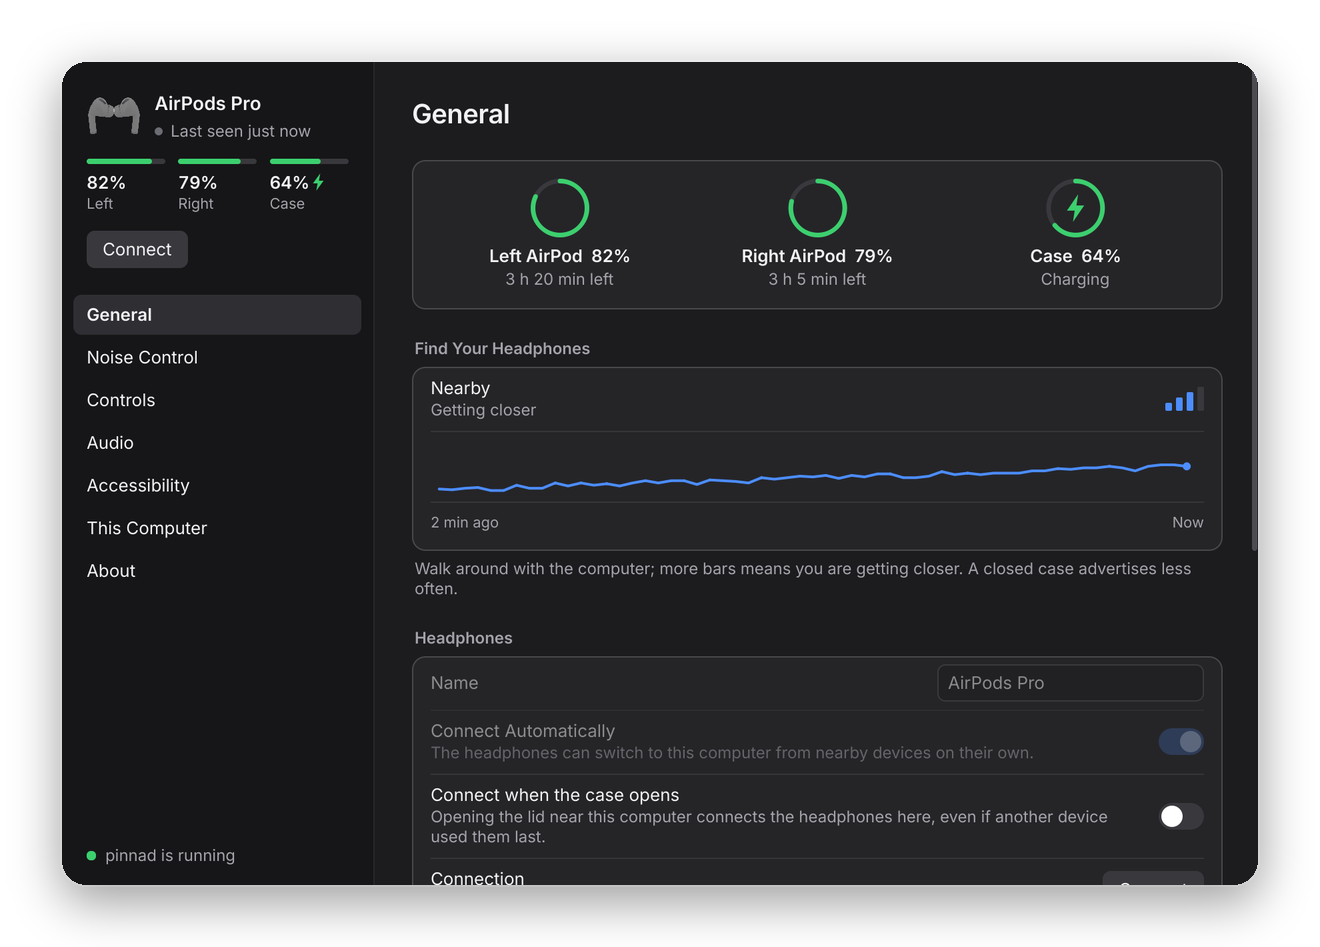 AirPods Pro
Last seen just now
82%
Left
79%
Right
64%
Case
Connect
General
Noise Control
Controls
Audio
Accessibility
This Computer
About
pinnad is running
General
Left AirPod 82%
3 h 20 min left
Right AirPod 79%
3 h 5 min left
Case 64%
Charging
Find Your Headphones
Nearby
Getting closer
2 min ago
Now
Walk around with the computer; more bars means you are getting closer. A closed case advertises less
often.
Headphones
Name
AirPods Pro
Connect Automatically
The headphones can switch to this computer from nearby devices on their own.
Connect when the case opens
Opening the lid near this computer connects the headphones here, even if another device
used them last.
Connection